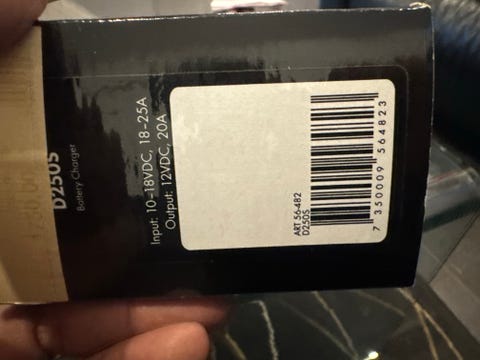 D250S
Battery Charger
Input: 10-18VDC, 18-25A
Output: 12VDC, 20A
ART 56-482
D250S
7 350009 564823